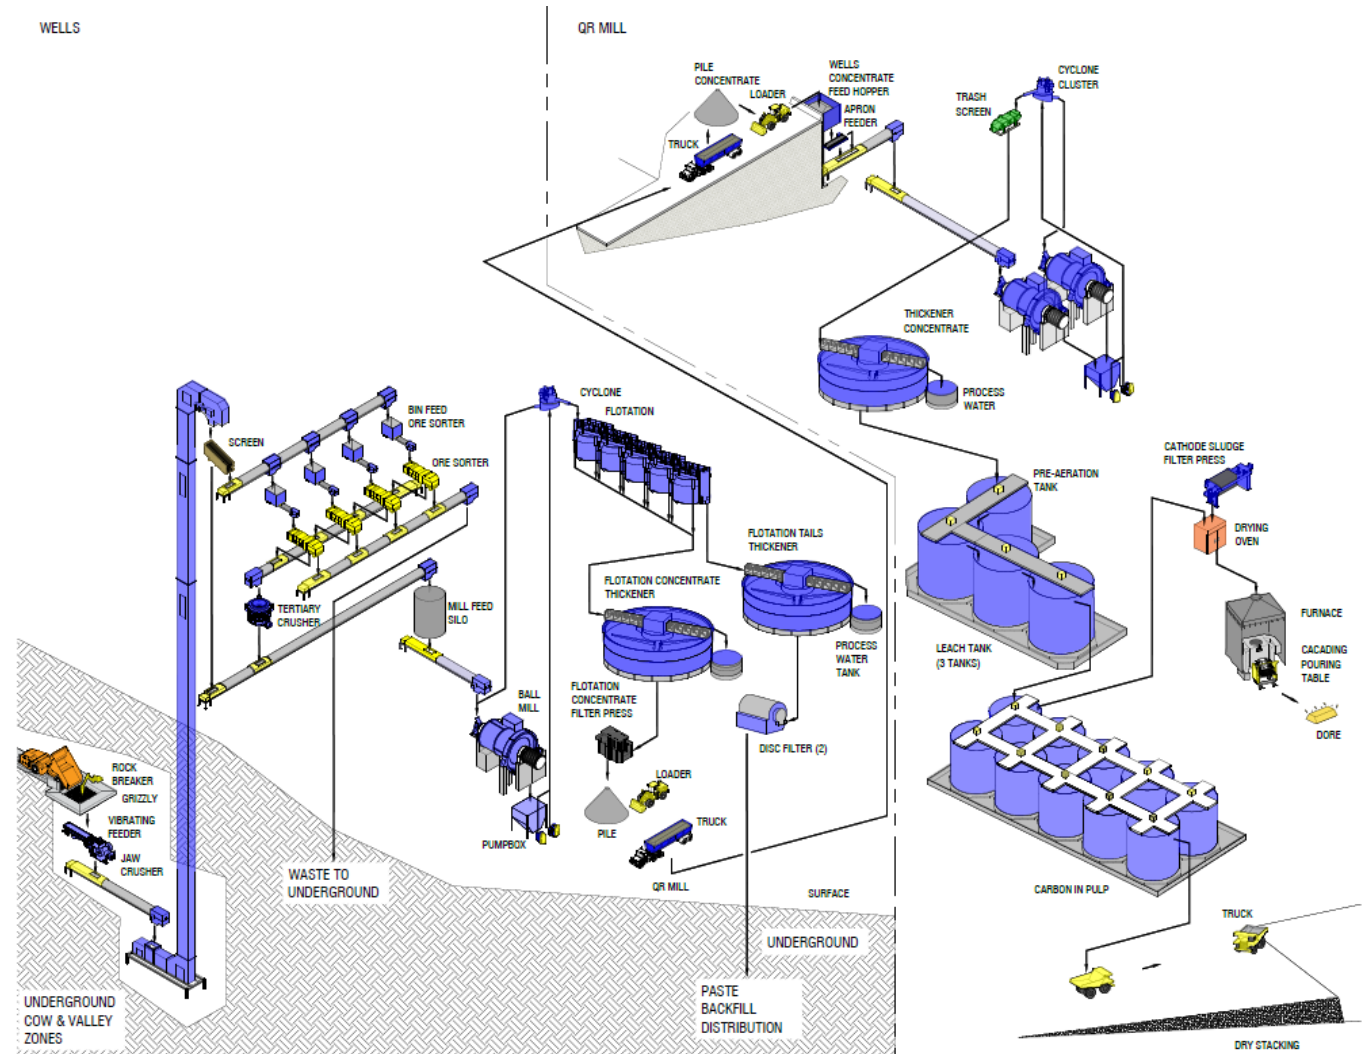 WELLS
QR MILL
PILE
CONCENTRATE
LOADER
WELLS
CONCENTRATE
FEED HOPPER
APRON
FEEDER
TRUCK
TRASH
SCREEN
CYCLONE
CLUSTER
THICKENER
CONCENTRATE
PROCESS
WATER
BIN FEED
ORE SORTER
SCREEN
ORE SORTER
CYCLONE
FLOTATION
TERTIARY
CRUSHER
MILL FEED
SILO
FLOTATION TAILS
THICKENER
FLOTATION CONCENTRATE
THICKENER
PROCESS
WATER
TANK
PRE-AERATION
TANK
CATHODE SLUDGE
FILTER PRESS
DRYING
OVEN
FURNACE
LEACH TANK
(3 TANKS)
CACADING
POURING
TABLE
DORE
BALL
MILL
FLOTATION
CONCENTRATE
FILTER PRESS
DISC FILTER (2)
LOADER
PILE
TRUCK
QR MILL
PUMPBOX
ROCK
BREAKER
GRIZZLY
VIBRATING
FEEDER
JAW
CRUSHER
WASTE TO
UNDERGROUND
SURFACE
UNDERGROUND
CARBON IN PULP
TRUCK
UNDERGROUND
COW & VALLEY
ZONES
PASTE
BACKFILL
DISTRIBUTION
DRY STACKING